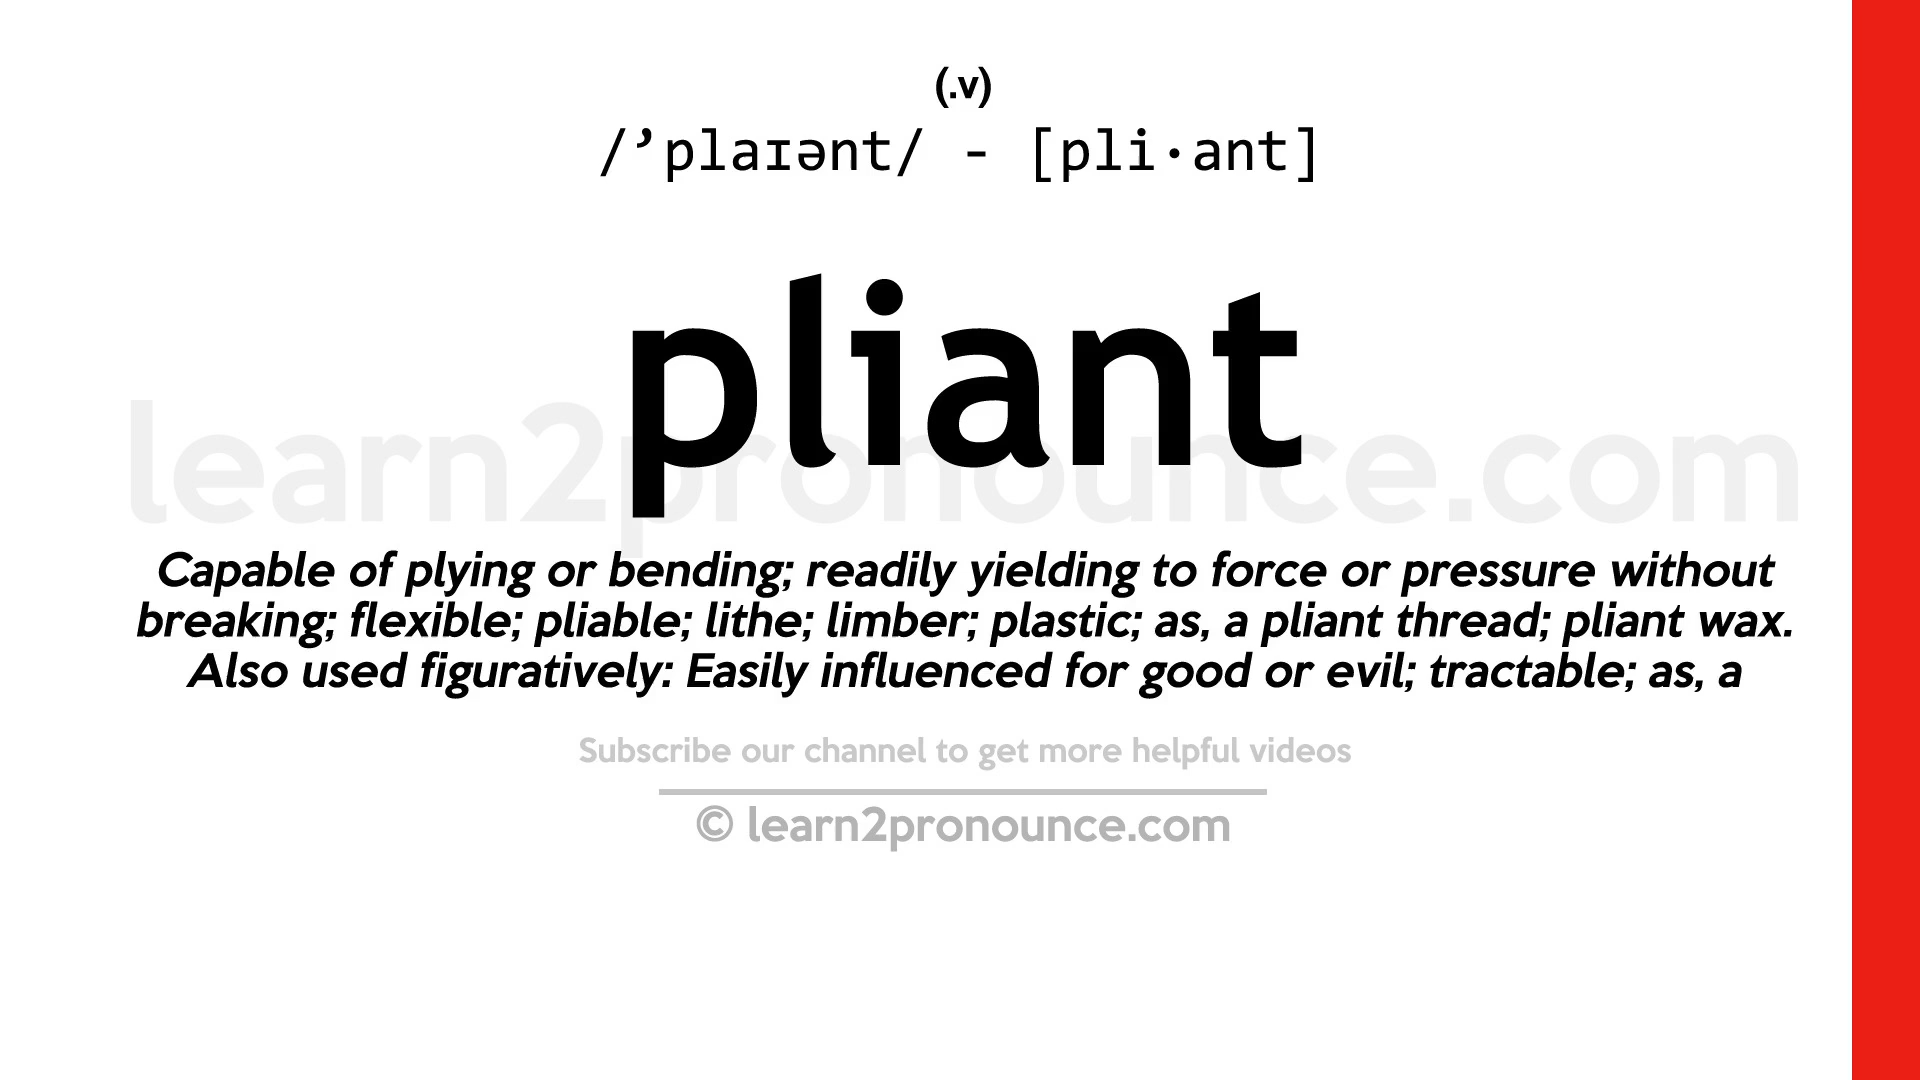 (.v)
/’plaɪənt/ - [pli·ant]
pliant
learn2pronounce.com
Capable of plying or bending; readily yielding to force or pressure without
breaking; flexible; pliable; lithe; limber; plastic; as, a pliant thread; pliant wax.
Also used figuratively: Easily influenced for good or evil; tractable; as, a
Subscribe our channel to get more helpful videos
© learn2pronounce.com